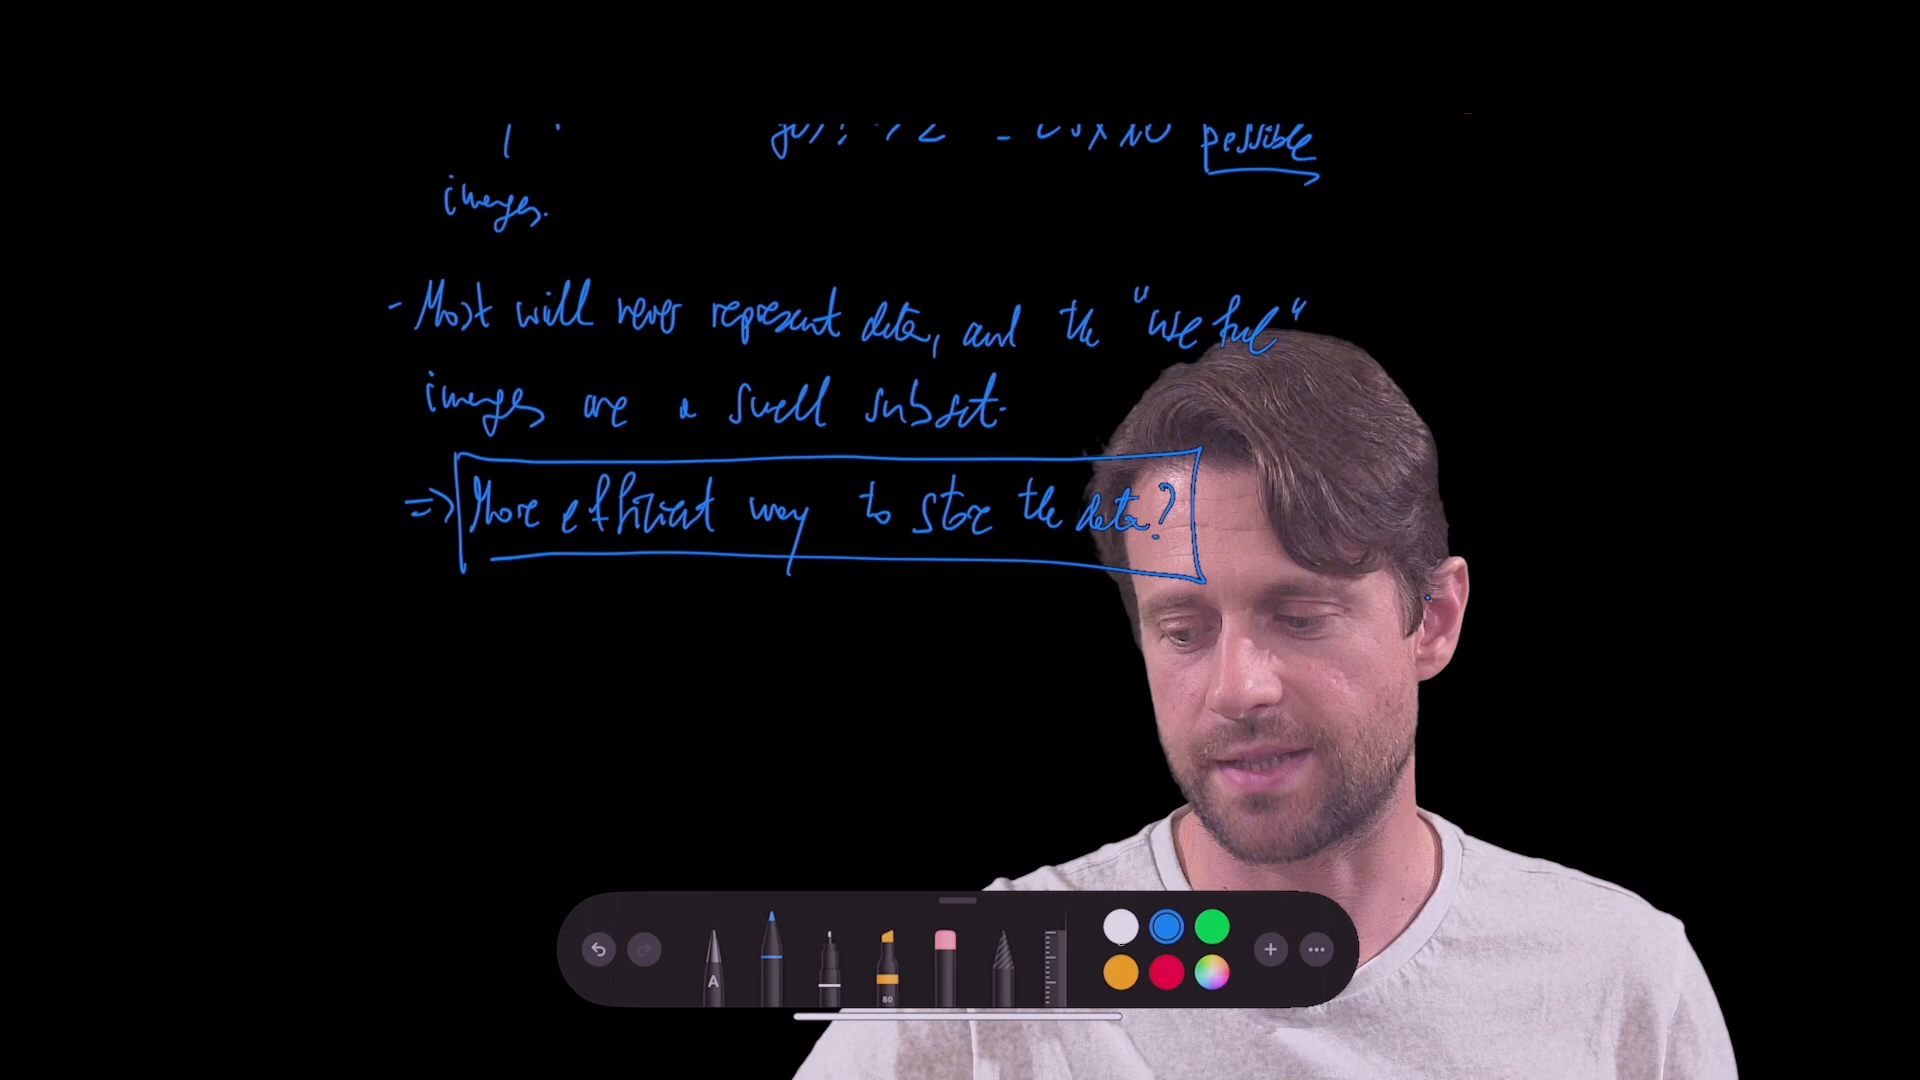 possible
images.
- Most will never represent data, and the "useful"
images are a small subset.
=> More efficient way to store the data?
A
80